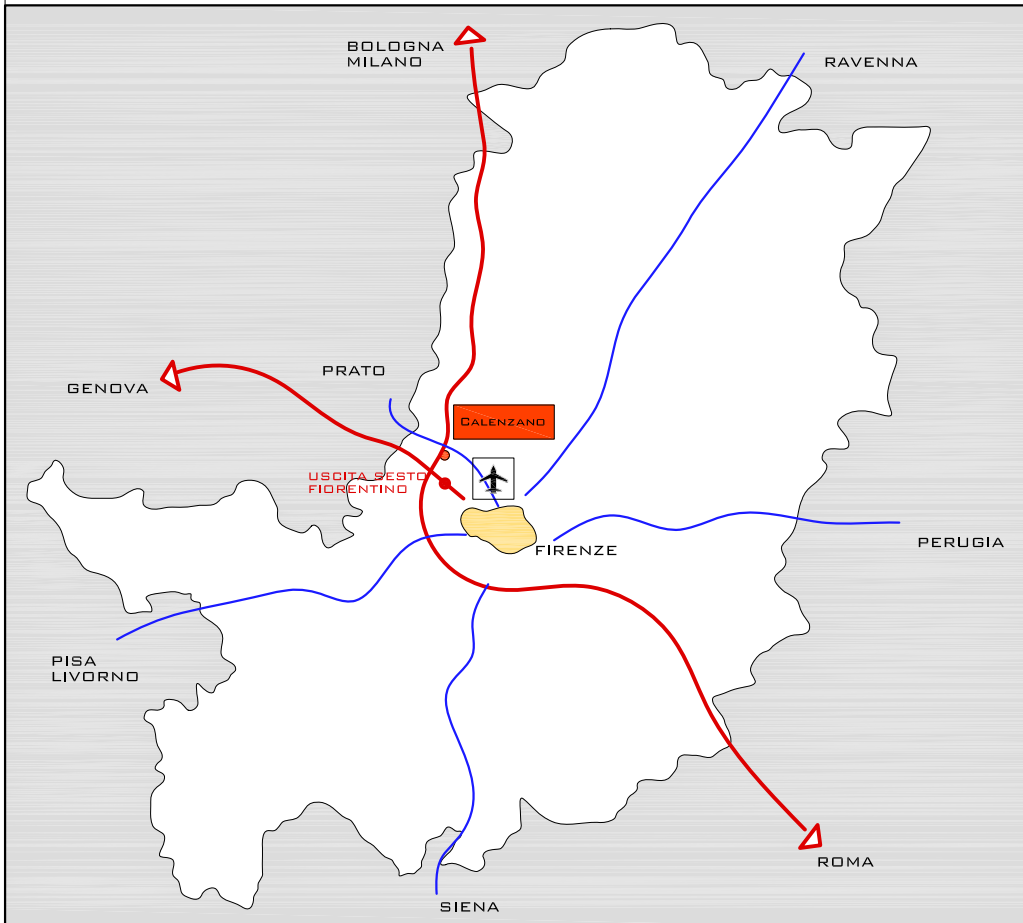 BOLOGNA
MILANO
RAVENNA
PRATO
GENOVA
CALENZANO
USCITA SESTO
FIORENTINO
FIRENZE
PERUGIA
PISA
LIVORNO
ROMA
SIENA